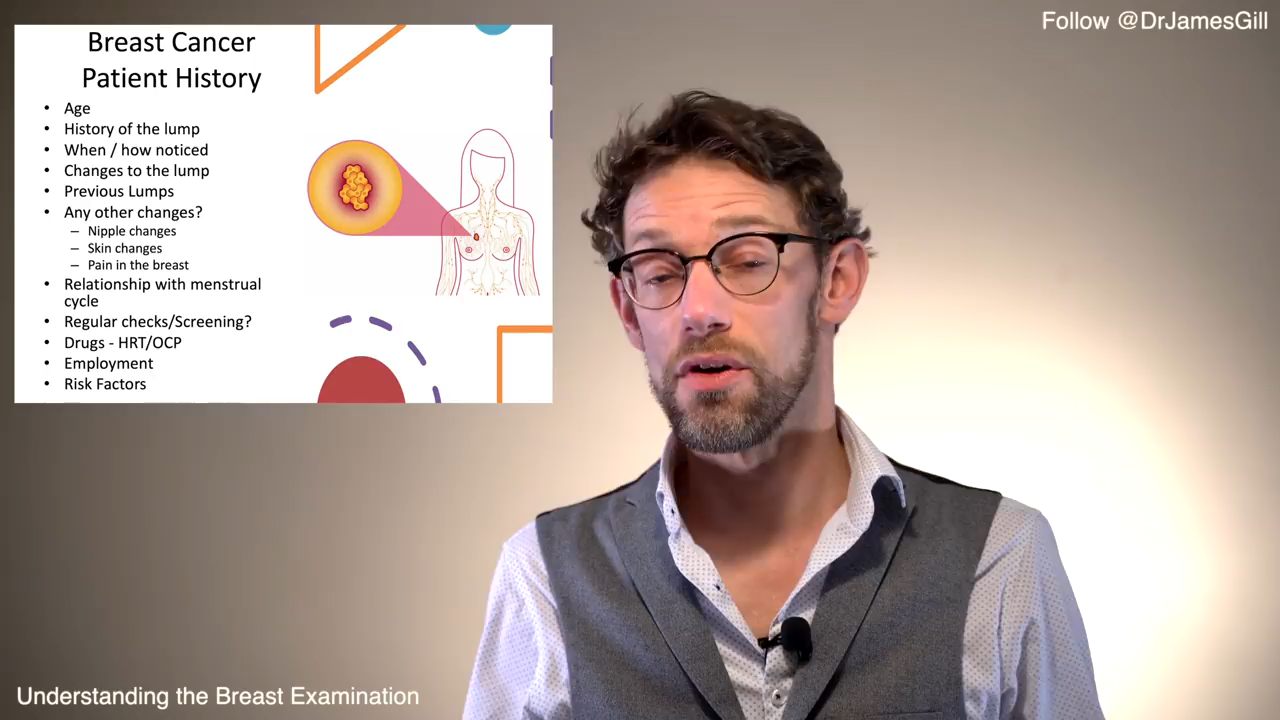 Breast Cancer
Patient History
• Age
• History of the lump
• When / how noticed
• Changes to the lump
• Previous Lumps
• Any other changes?
– Nipple changes
– Skin changes
– Pain in the breast
• Relationship with menstrual
cycle
• Regular checks/Screening?
• Drugs - HRT/OCP
• Employment
• Risk Factors
Follow @DrJamesGill
Understanding the Breast Examination